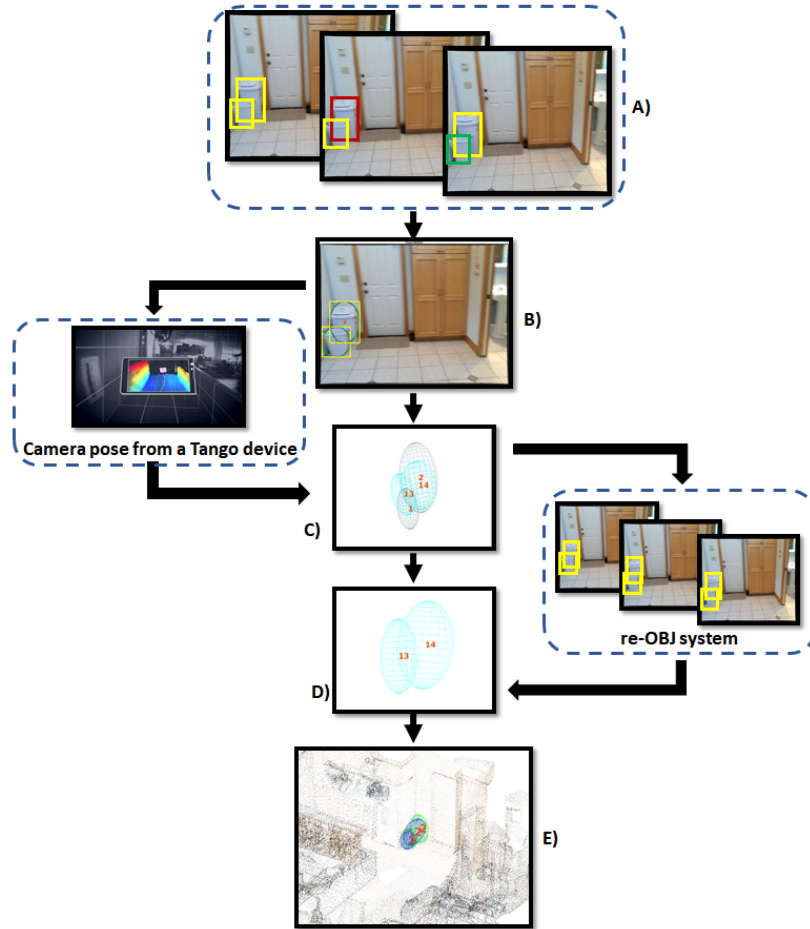 A)
B)
Camera pose from a Tango device
2
14
13
1
C)
re-OBJ system
13
14
D)
E)